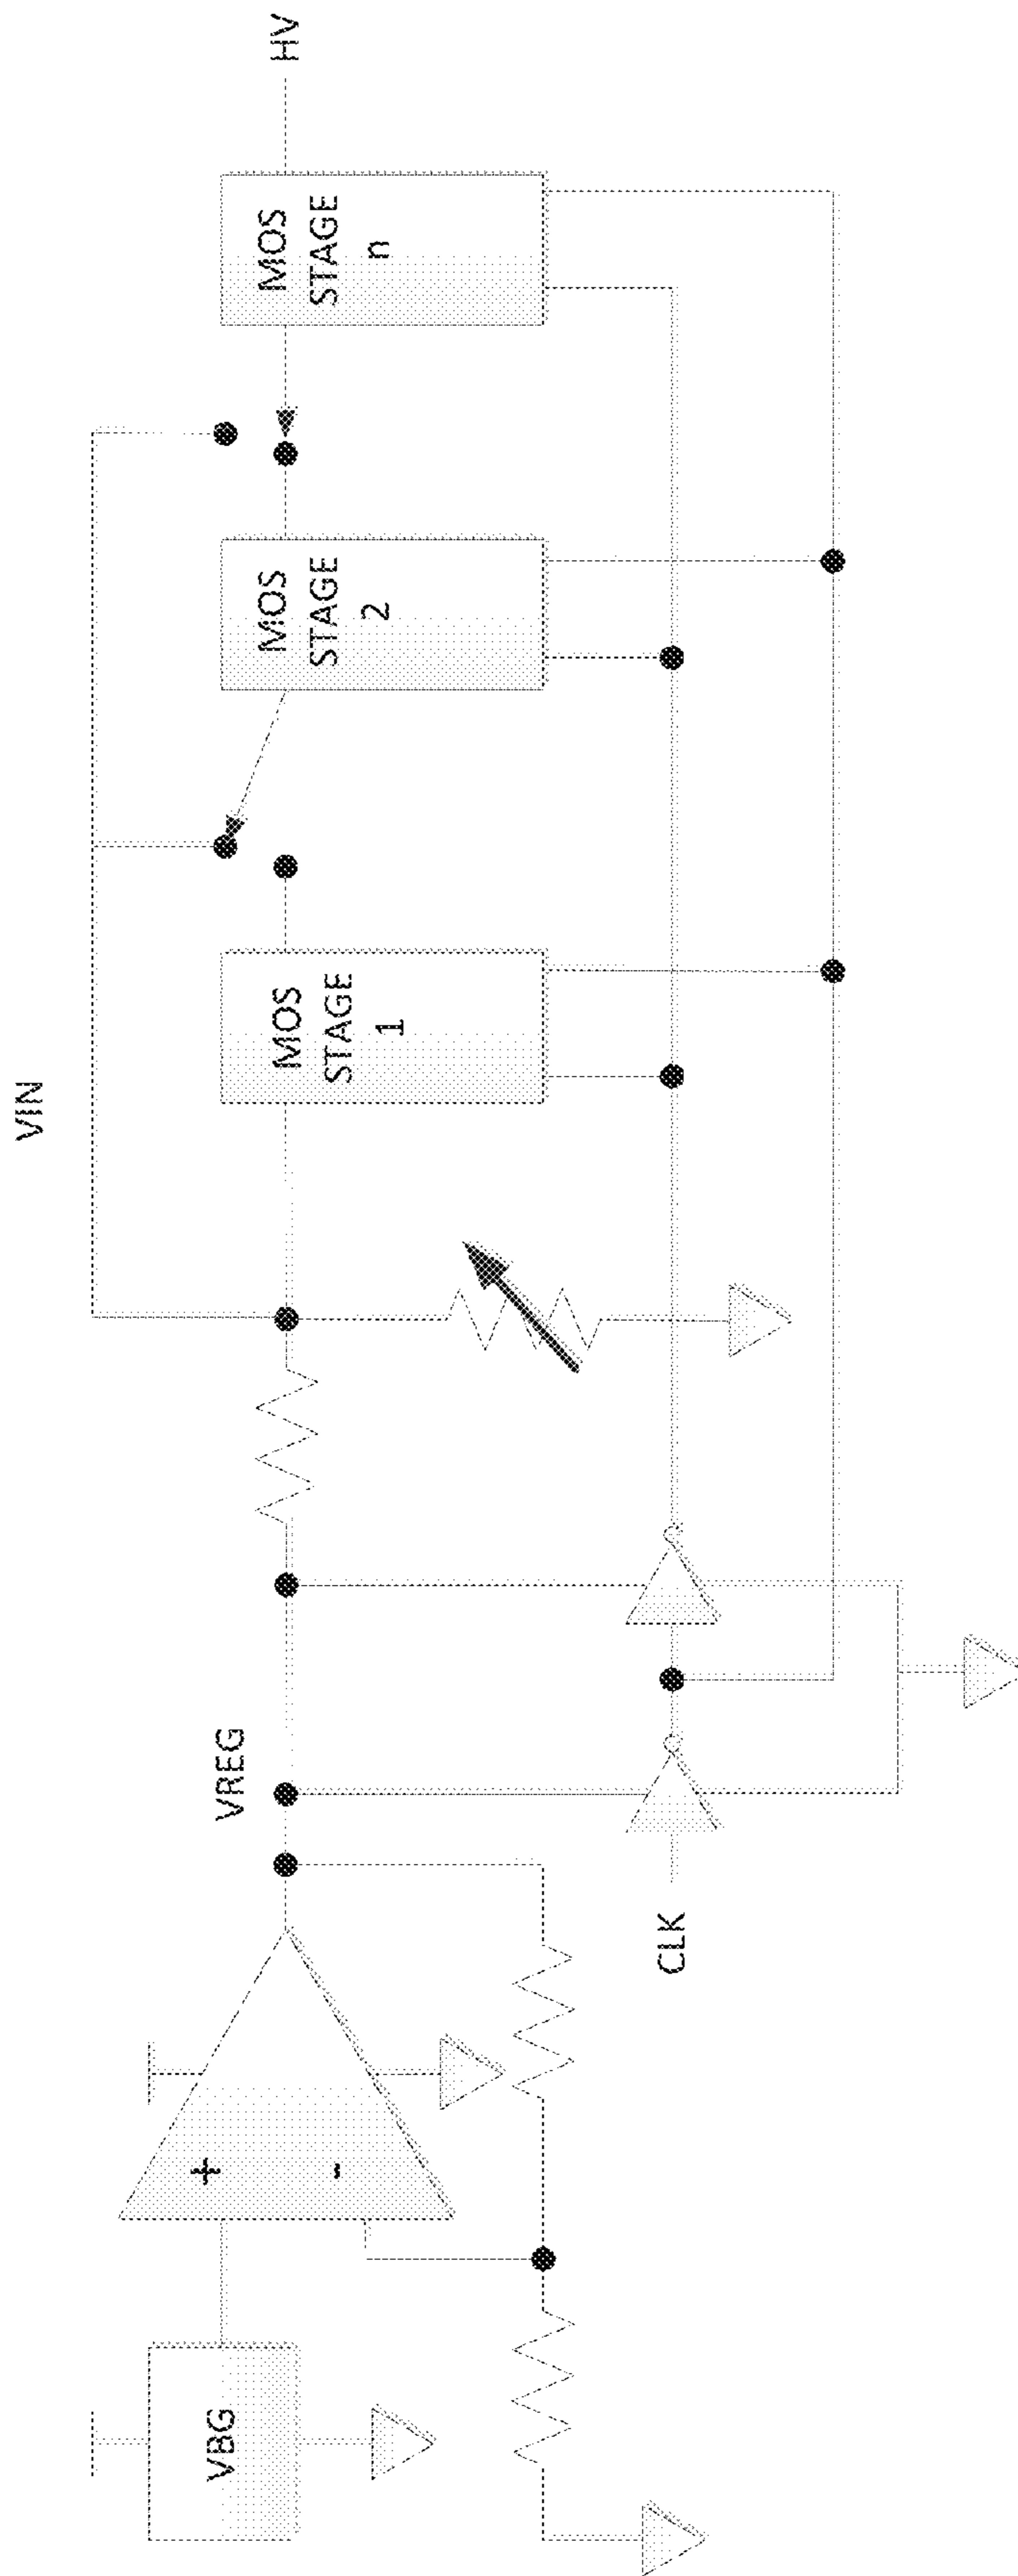 VIN
VBG
+
-
VREG
CLK
MOS
STAGE
1
MOS
STAGE
2
MOS
STAGE
n
HV